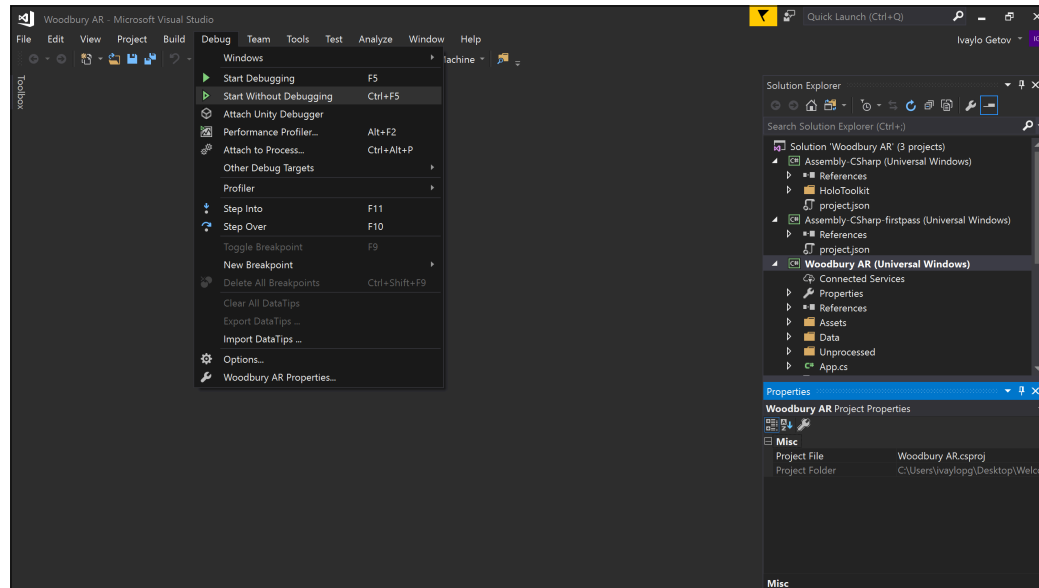 Woodbury AR - Microsoft Visual Studio
Quick Launch (Ctrl+Q)
File Edit View Project Build Debug Team Tools Test Analyze Window Help
Ivaylo Getov
Toolbox
Windows
Start Debugging F5
Start Without Debugging Ctrl+F5
Attach Unity Debugger
Performance Profiler... Alt+F2
Attach to Process... Ctrl+Alt+P
Other Debug Targets
Profiler
Step Into F11
Step Over F10
Toggle Breakpoint F9
New Breakpoint
Delete All Breakpoints Ctrl+Shift+F9
Clear All DataTips
Export DataTips ...
Import DataTips ...
Options...
Woodbury AR Properties...
Solution Explorer
Search Solution Explorer (Ctrl+;)
Solution 'Woodbury AR' (3 projects)
Assembly-CSharp (Universal Windows)
References
HoloToolkit
project.json
Assembly-CSharp-firstpass (Universal Windows)
References
project.json
Woodbury AR (Universal Windows)
Connected Services
Properties
References
Assets
Data
Unprocessed
App.cs
Properties
Woodbury AR Project Properties
Misc
Project File Woodbury AR.csproj
Project Folder C:\Users\ivaylopg\Desktop\Welc
Misc